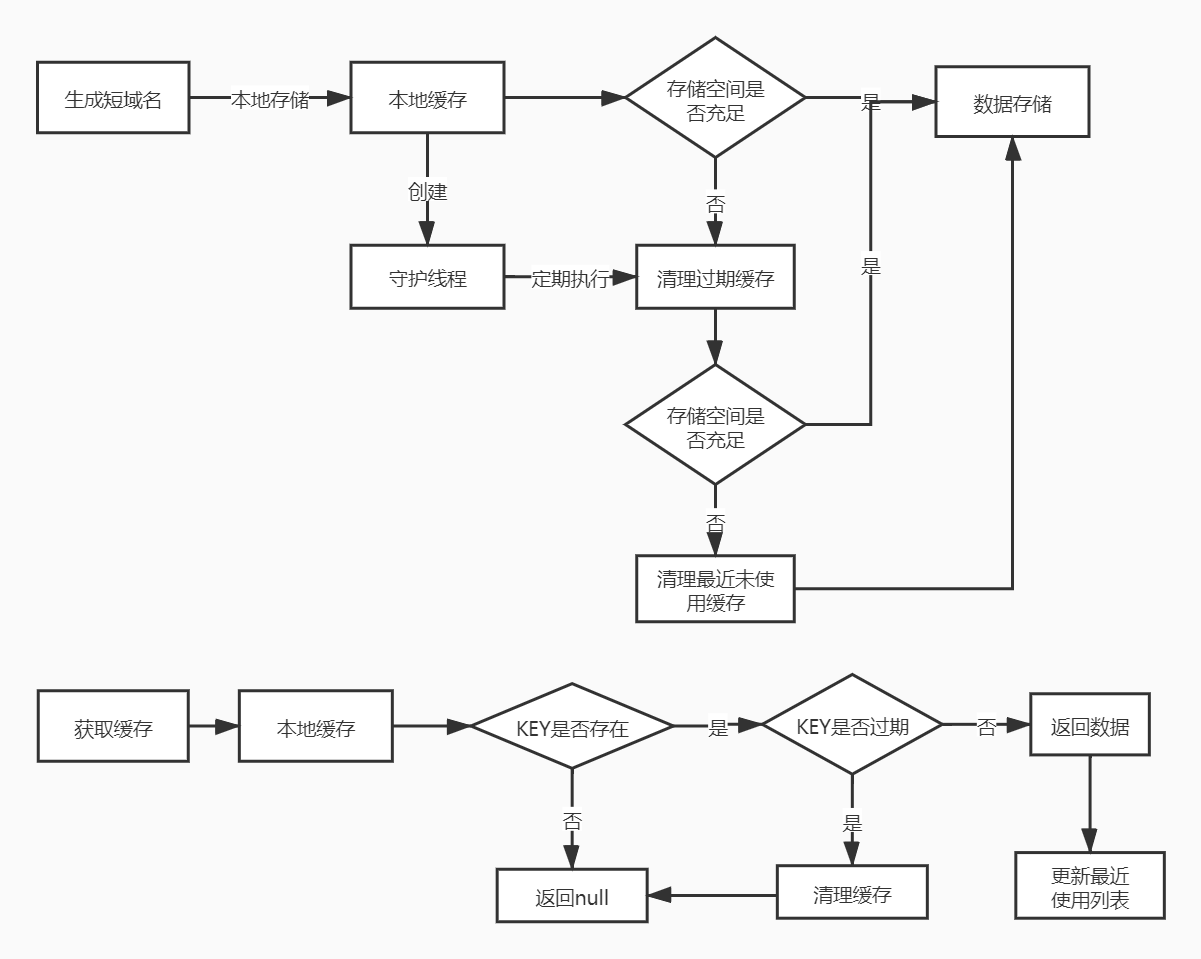 生成短域名
本地存储
本地缓存
存储空间是
否充足
是
数据存储
创建
否
守护线程
定期执行
清理过期缓存
是
存储空间是
否充足
否
清理最近未使
用缓存
获取缓存
本地缓存
KEY是否存在
是
KEY是否过期
否
返回数据
否
是
返回null
清理缓存
更新最近
使用列表